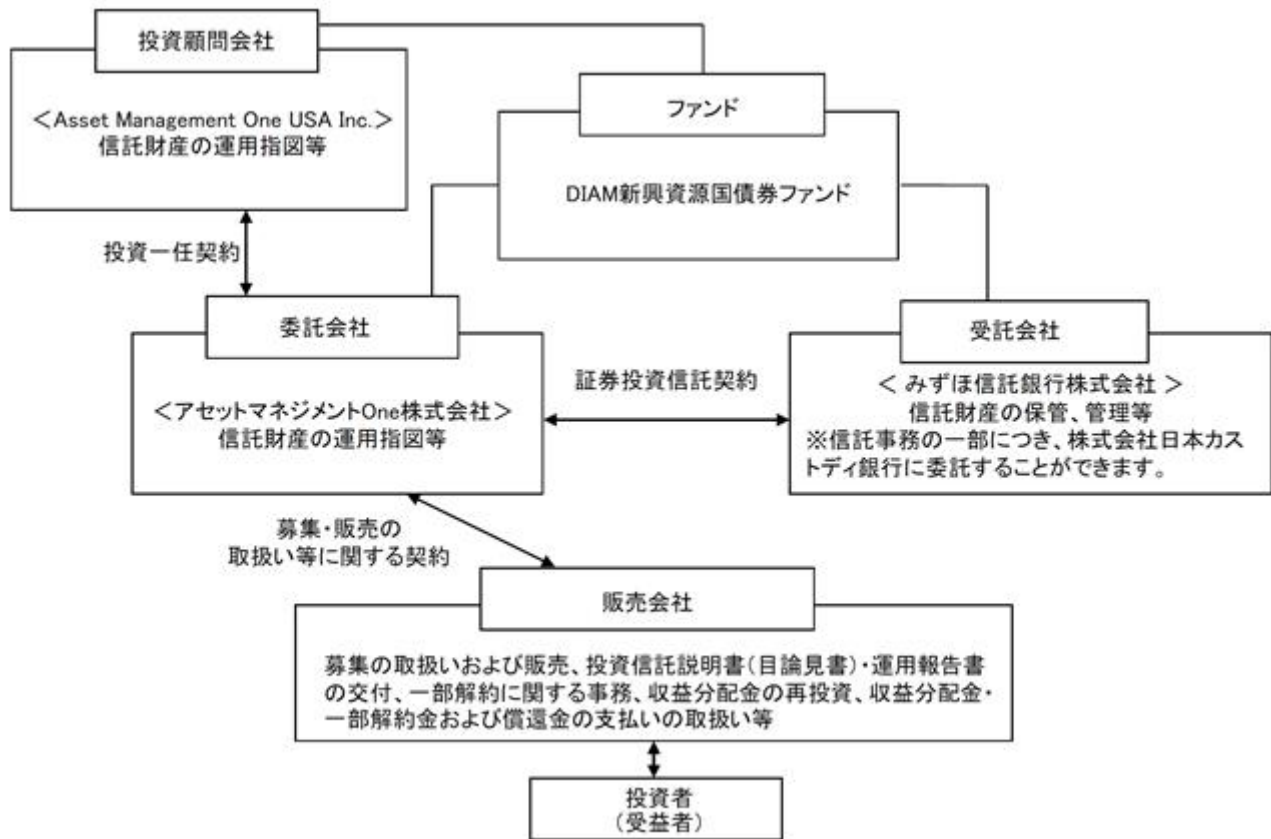 投資顧問会社
＜Asset Management One USA Inc.＞
信託財産の運用指図等
ファンド
DIAM新興資源国債券ファンド
投資一任契約
委託会社
＜アセットマネジメントOne株式会社＞
信託財産の運用指図等
証券投資信託契約
受託会社
＜ みずほ信託銀行株式会社 ＞
信託財産の保管、管理等
※信託事務の一部につき、株式会社日本カス
トディ銀行に委託することができます。
募集・販売の
取扱い等に関する契約
販売会社
募集の取扱いおよび販売、投資信託説明書(目論見書)・運用報告書
の交付、一部解約に関する事務、収益分配金の再投資、収益分配金・
一部解約金および償還金の支払いの取扱い等
投資者
(受益者)